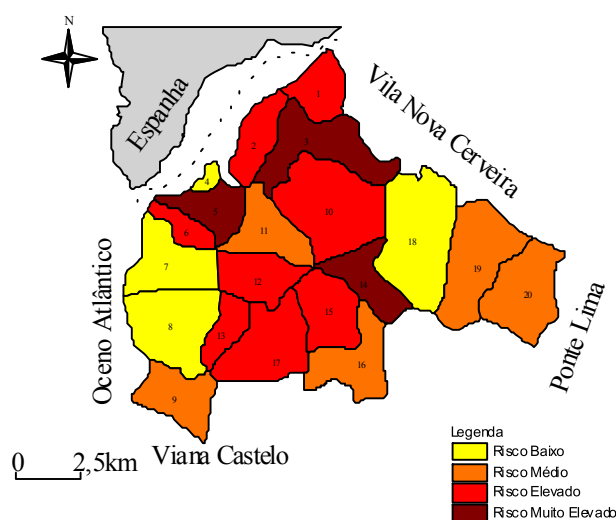 N
Espanha
Vila Nova Cerveira
1
2
3
4
5
6
7
8
9
10
11
12
13
14
15
16
17
18
19
20
Oceno Atlântico
Ponte Lima
Viana Castelo
0 2,5km
Legenda
Risco Baixo
Risco Médio
Risco Elevado
Risco Muito Elevado